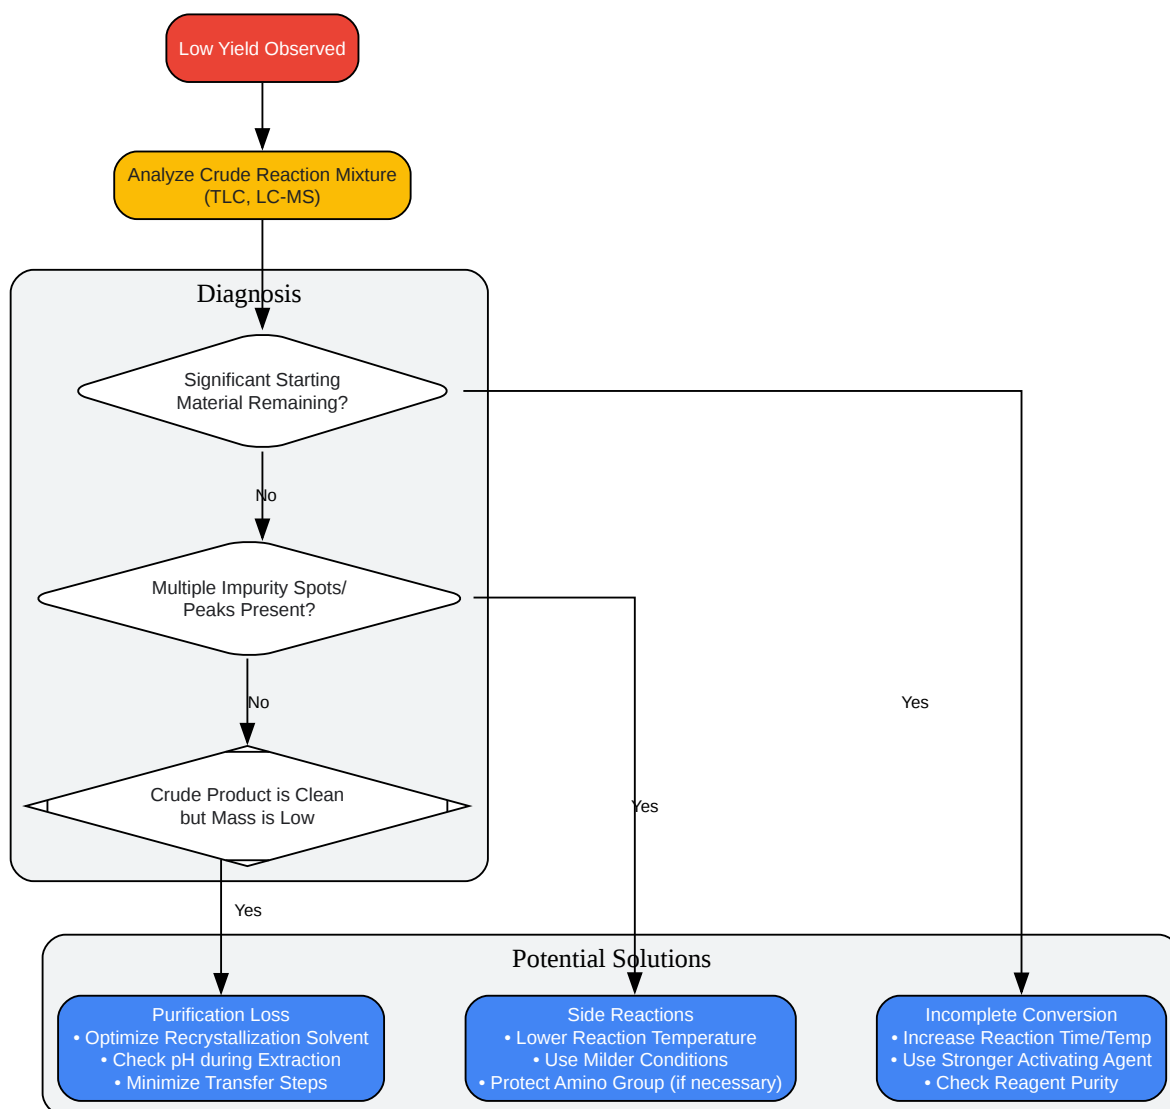 Low Yield Observed
Analyze Crude Reaction Mixture
(TLC, LC-MS)
Diagnosis
Significant Starting
Material Remaining?
No
Multiple Impurity Spots/
Peaks Present?
No
Yes
Crude Product is Clean
but Mass is Low
Yes
Yes
Potential Solutions
Purification Loss
• Optimize Recrystallization Solvent
• Check pH during Extraction
• Minimize Transfer Steps
Side Reactions
• Lower Reaction Temperature
• Use Milder Conditions
• Protect Amino Group (if necessary)
Incomplete Conversion
• Increase Reaction Time/Temp
• Use Stronger Activating Agent
• Check Reagent Purity